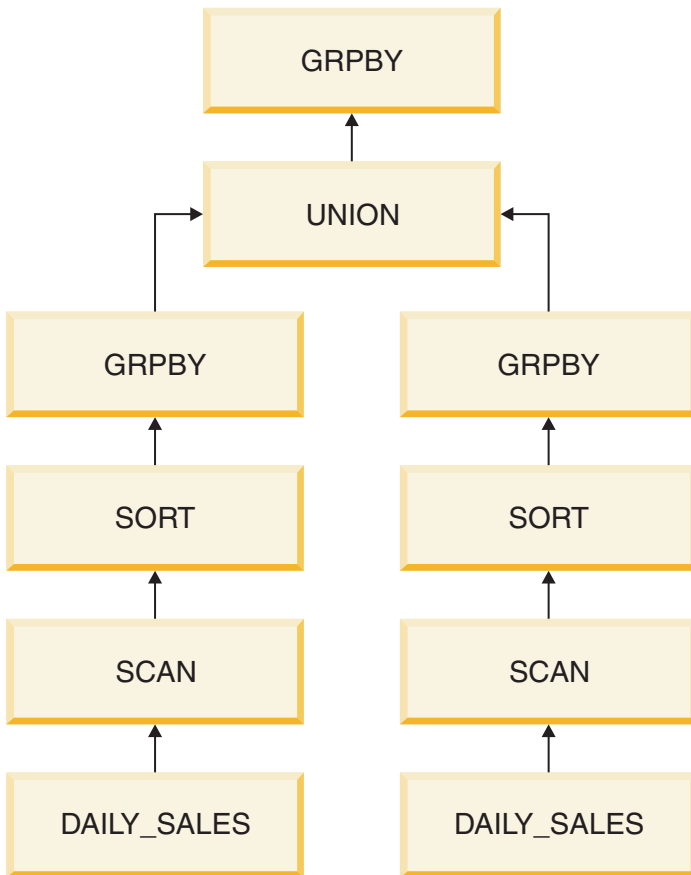 GRPBY
UNION
GRPBY
GRPBY
SORT
SORT
SCAN
SCAN
DAILY_SALES
DAILY_SALES